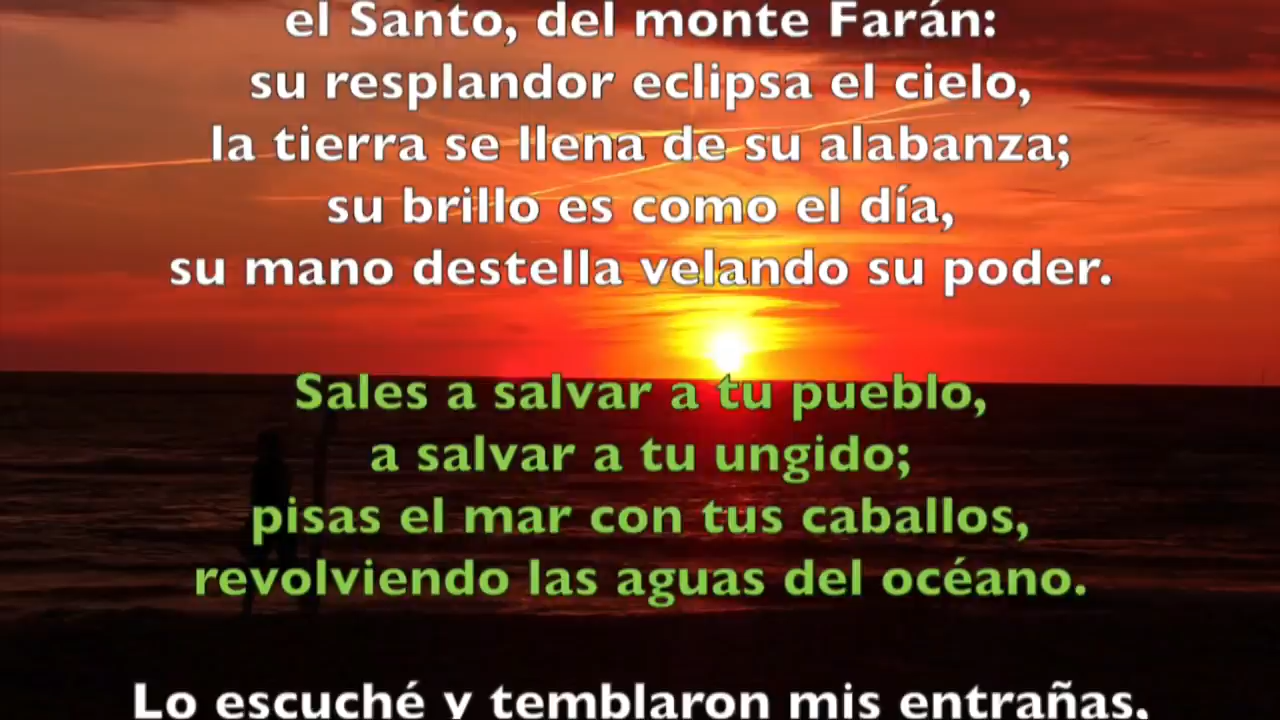 el Santo, del monte Farán:
su resplandor eclipsa el cielo,
la tierra se llena de su alabanza;
su brillo es como el día,
su mano destella velando su poder.
Sales a salvar a tu pueblo,
a salvar a tu ungido;
pisas el mar con tus caballos,
revolviendo las aguas del océano.
Lo escuché y temblaron mis entrañas,